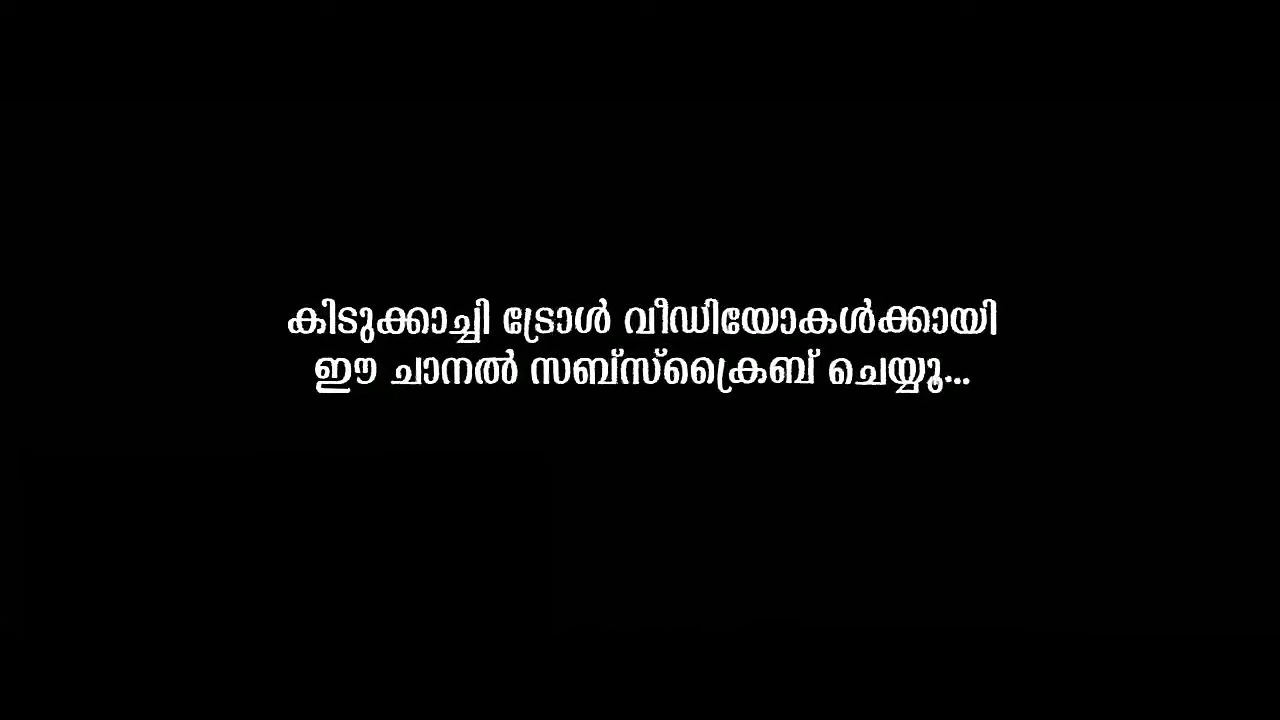 കിടുക്കാച്ചി ട്രോൾ വീഡിയോകൾക്കായി
ഈ ചാനൽ സബ്സ്ക്രൈബ് ചെയ്യൂ...